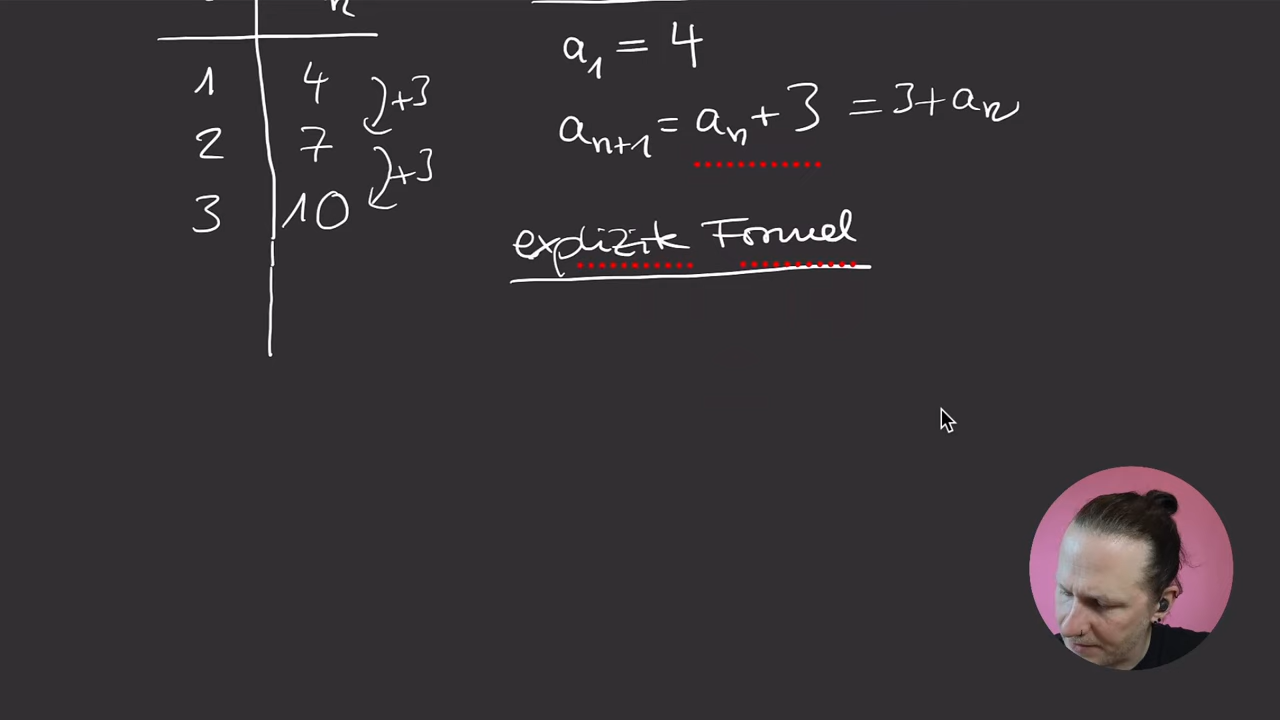 n
1 4 +3
2 7 +3
3 10
a₁ = 4
aₙ₊₁ = aₙ + 3 = 3 + aₙ
explizite Formel